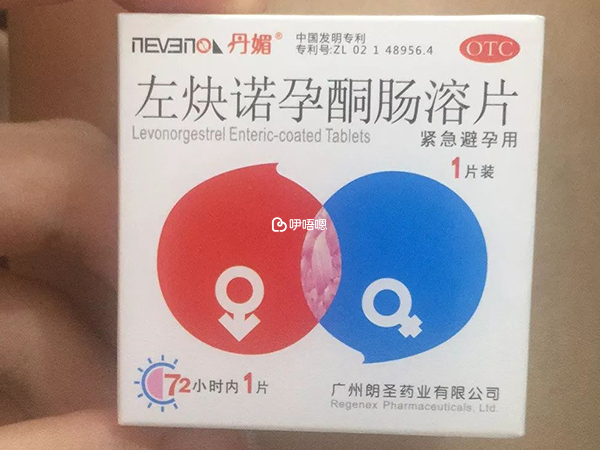 nEVEnOL 丹媚®
中国发明专利
专利号:ZL 02 1 48956.4
OTC
左炔诺孕酮肠溶片
Levonorgestrel Enteric-coated Tablets
紧急避孕用
1片装
咿唔嗯
72小时内1片
广州朗圣药业有限公司
Regenex Pharmaceuticals, Ltd.